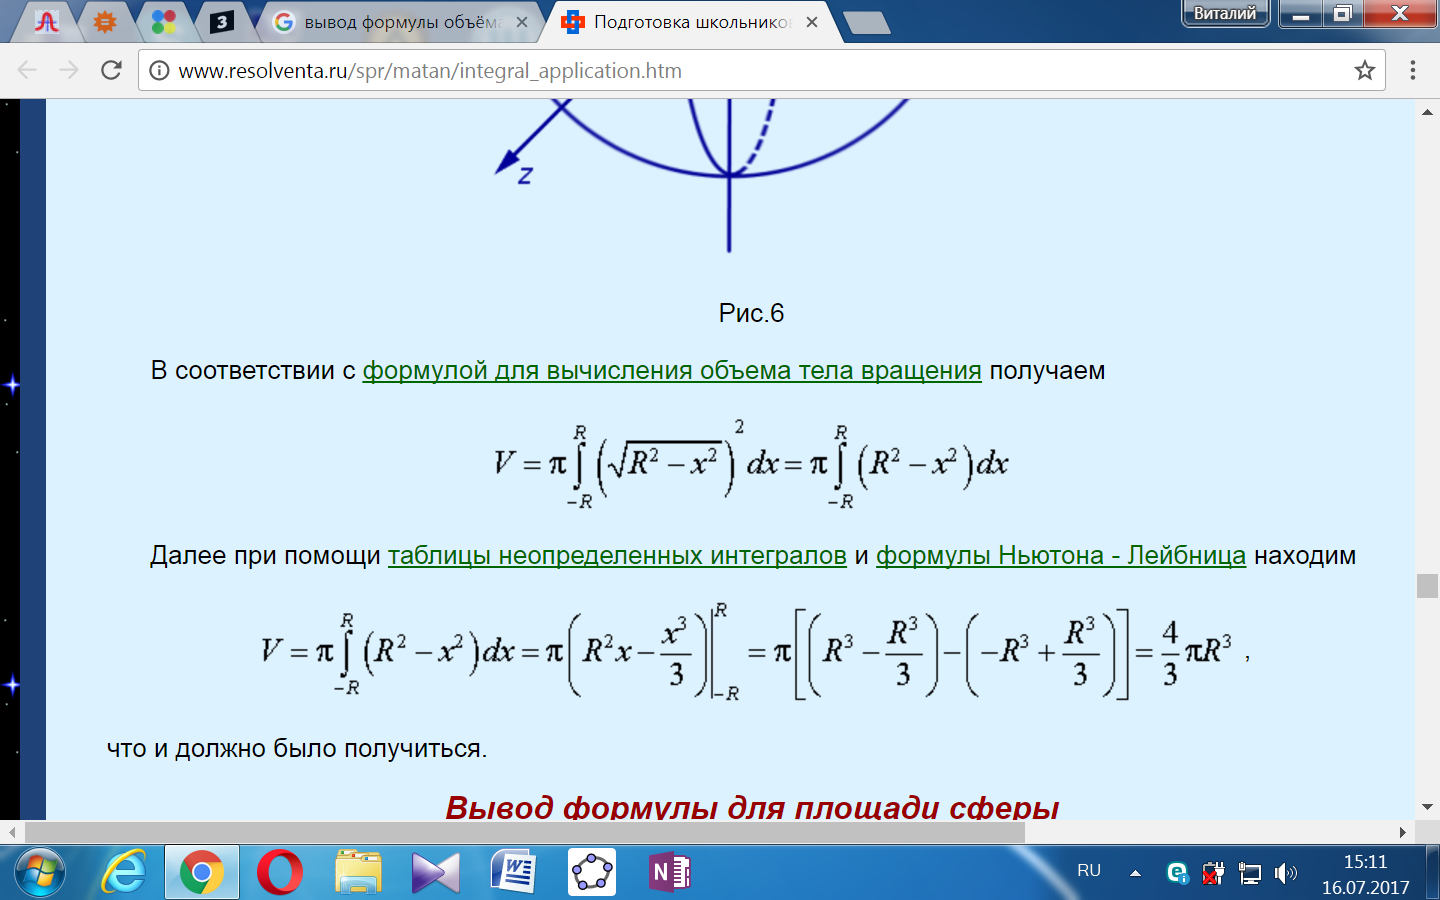 Виталий
З
вывод формулы объём
Подготовка школьников
www.resolventa.ru/spr/matan/integral_application.htm
z
Рис.6
В соответствии с формулой для вычисления объема тела вращения получаем
V = π∫_{-R}^{R} (√(R² − x²))² dx = π∫_{-R}^{R} (R² − x²)dx
Далее при помощи таблицы неопределенных интегралов и формулы Ньютона - Лейбница находим
V = π∫_{-R}^{R} (R² − x²)dx = π(R²x − x³/3)|_{-R}^{R} = π[(R³ − R³/3) − (−R³ + R³/3)] = 4/3 πR³ ,
что и должно было получиться.
Вывод формулы для площади сферы
RU
15:11
16.07.2017